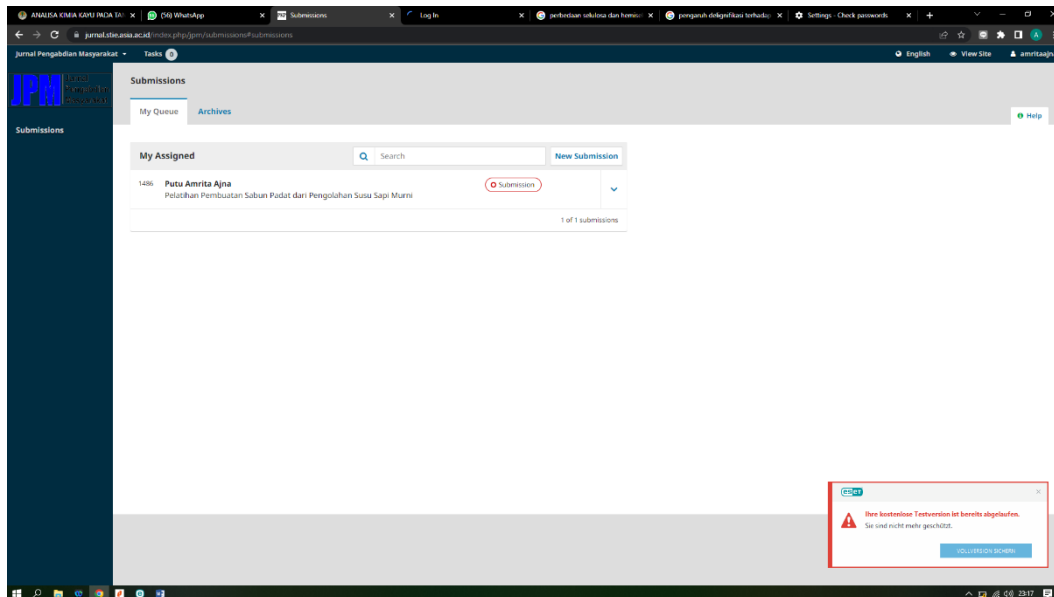 ANALISA KIMIA KAYU PADA TA
(56) WhatsApp
Submissions
Log In
perbedaan selulosa dan hemis
pengaruh delignifikasi terhadap
Settings - Check passwords
jurnal.stie.asia.ac.id/index.php/jpm/submissions#submissions
Jurnal Pengabdian Masyarakat
Tasks 0
English
View Site
amritaajn
JPM
Submissions
Submissions
My Queue
Archives
Help
My Assigned
Search
New Submission
1486 Putu Amrita Ajna
Submission
Pelatihan Pembuatan Sabun Padat dari Pengolahan Susu Sapi Murni
1 of 1 submissions
eset
Ihre kostenlose Testversion ist bereits abgelaufen.
Sie sind nicht mehr geschützt.
VOLLVERSION SICHERN
23:17